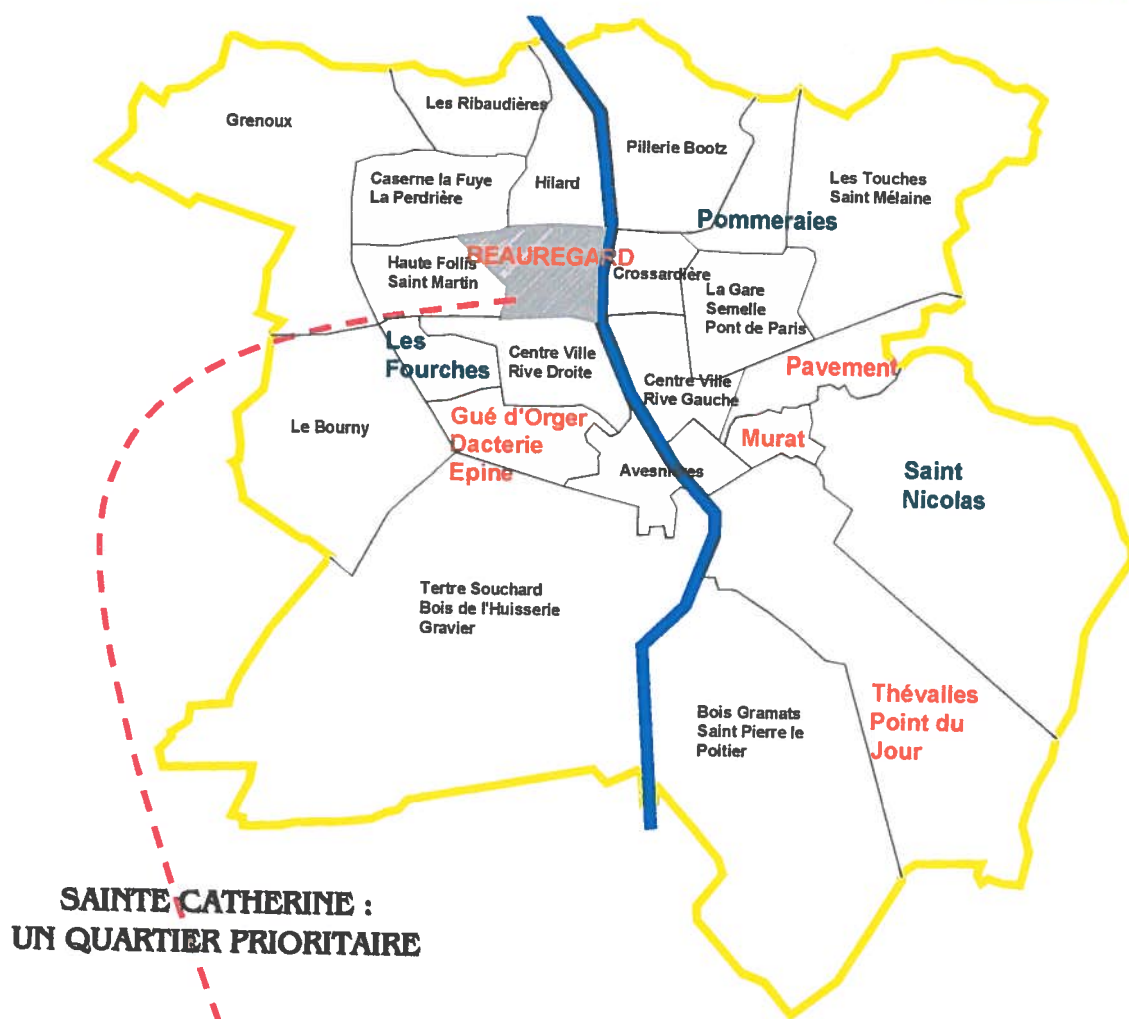 Grenoux
Les Ribaudières
Pillerie Bootz
Caserne la Fuye
La Perdrière
Hilard
Les Touches
Saint Mélaine
Pommeraies
BEAUREGARD
Haute Follis
Saint Martin
Crossardière
La Gare
Semelle
Pont de Paris
Les
Fourches
Centre Ville
Rive Droite
Centre Ville
Rive Gauche
Pavement
Le Bourny
Gué d'Orger
Dacterie
Epine
Murat
Avesnières
Saint
Nicolas
Tertre Souchard
Bois de l'Huisserie
Gravier
Thévalles
Point du
Jour
Bois Gramats
Saint Pierre le
Poitier
SAINTE CATHERINE :
UN QUARTIER PRIORITAIRE